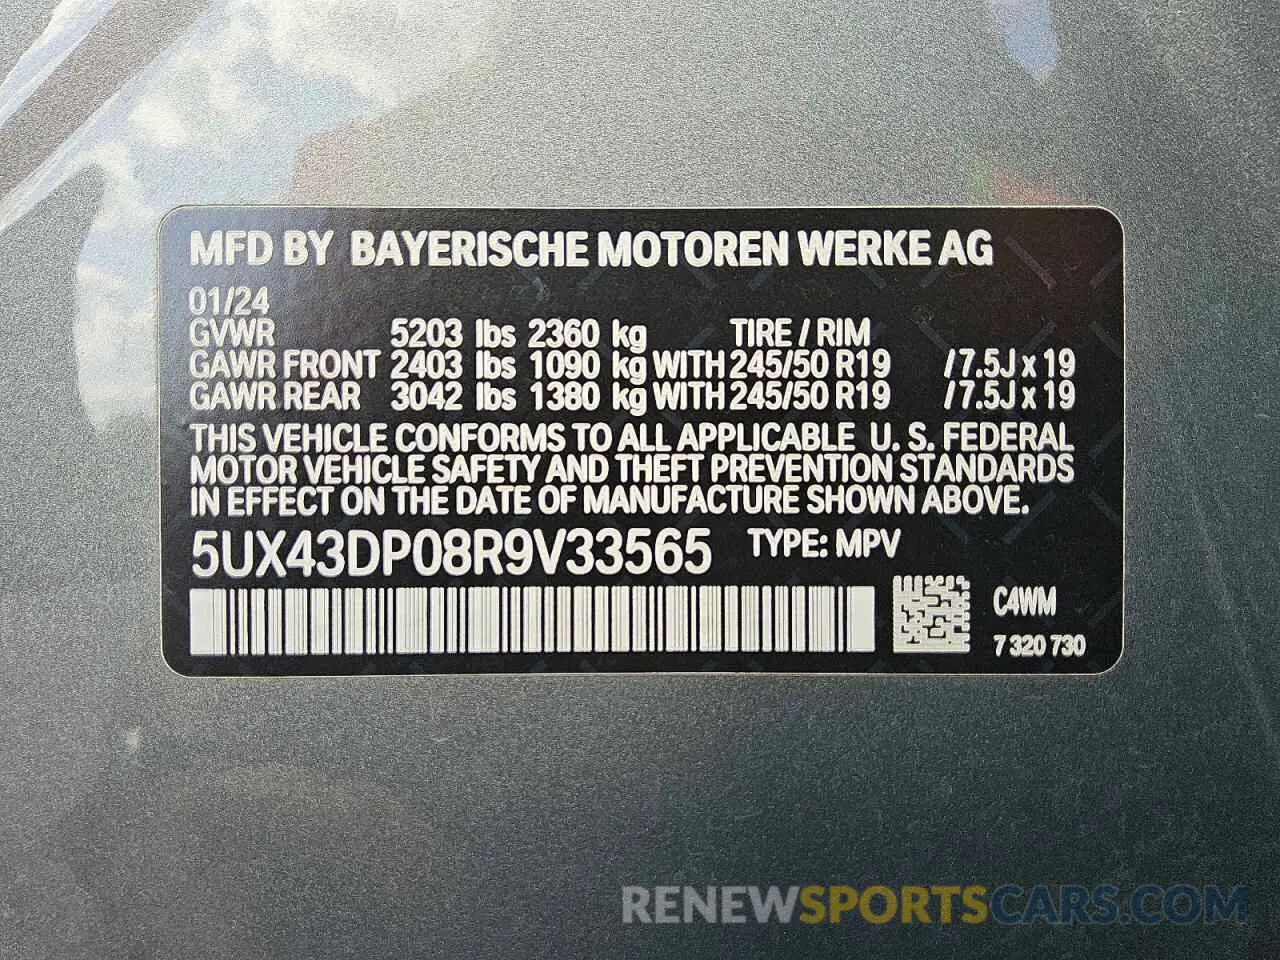 MFD BY BAYERISCHE MOTOREN WERKE AG
01/24
GVWR 5203 lbs 2360 kg TIRE / RIM
GAWR FRONT 2403 lbs 1090 kg WITH 245/50 R19 /7.5J x 19
GAWR REAR 3042 lbs 1380 kg WITH 245/50 R19 /7.5J x 19
THIS VEHICLE CONFORMS TO ALL APPLICABLE U. S. FEDERAL
MOTOR VEHICLE SAFETY AND THEFT PREVENTION STANDARDS
IN EFFECT ON THE DATE OF MANUFACTURE SHOWN ABOVE.
5UX43DP08R9V33565 TYPE: MPV
C4WM
7 320 730
RENEWSPORTSCARS.COM